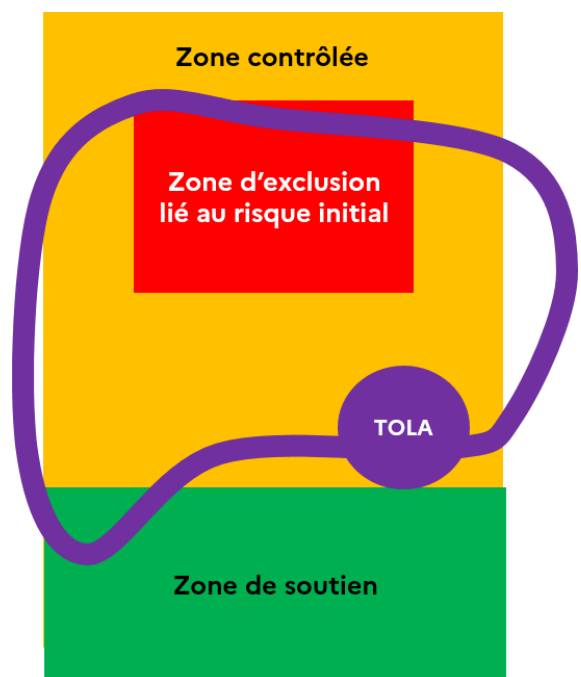 Zone contrôlée
Zone d'exclusion
lié au risque initial
TOLA
Zone de soutien